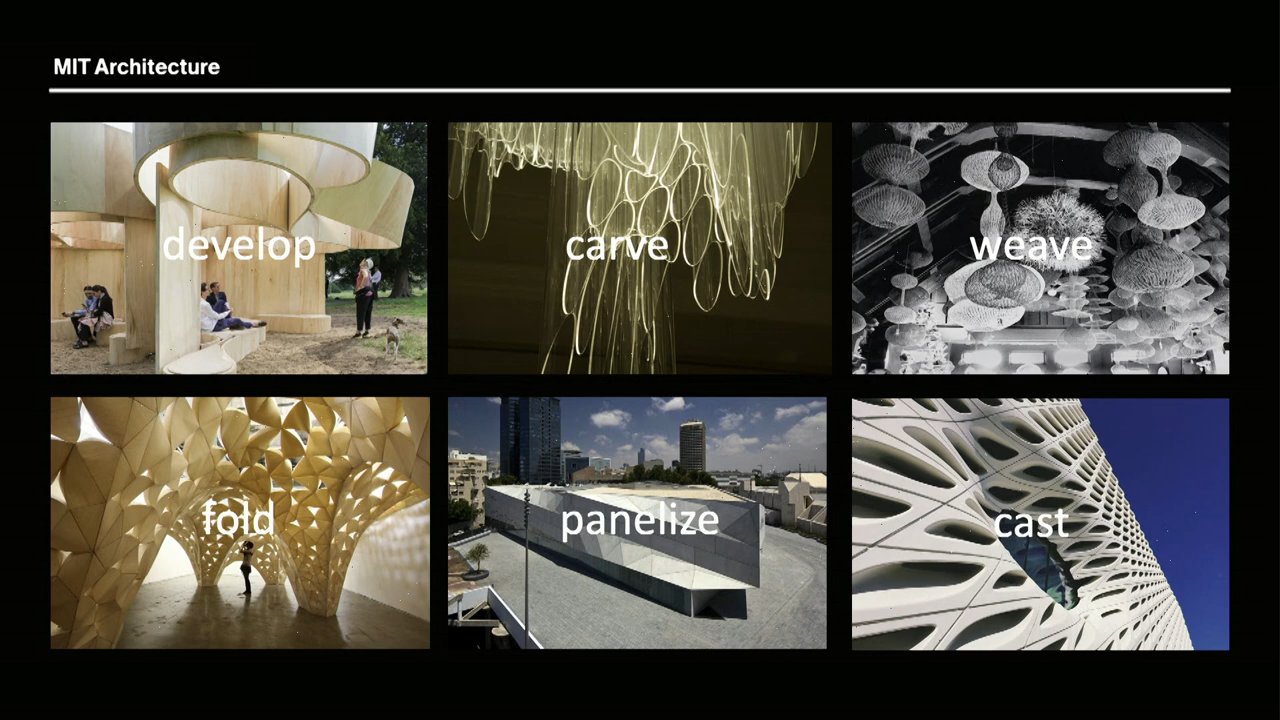 MIT Architecture
develop
carve
weave
fold
panelize
cast